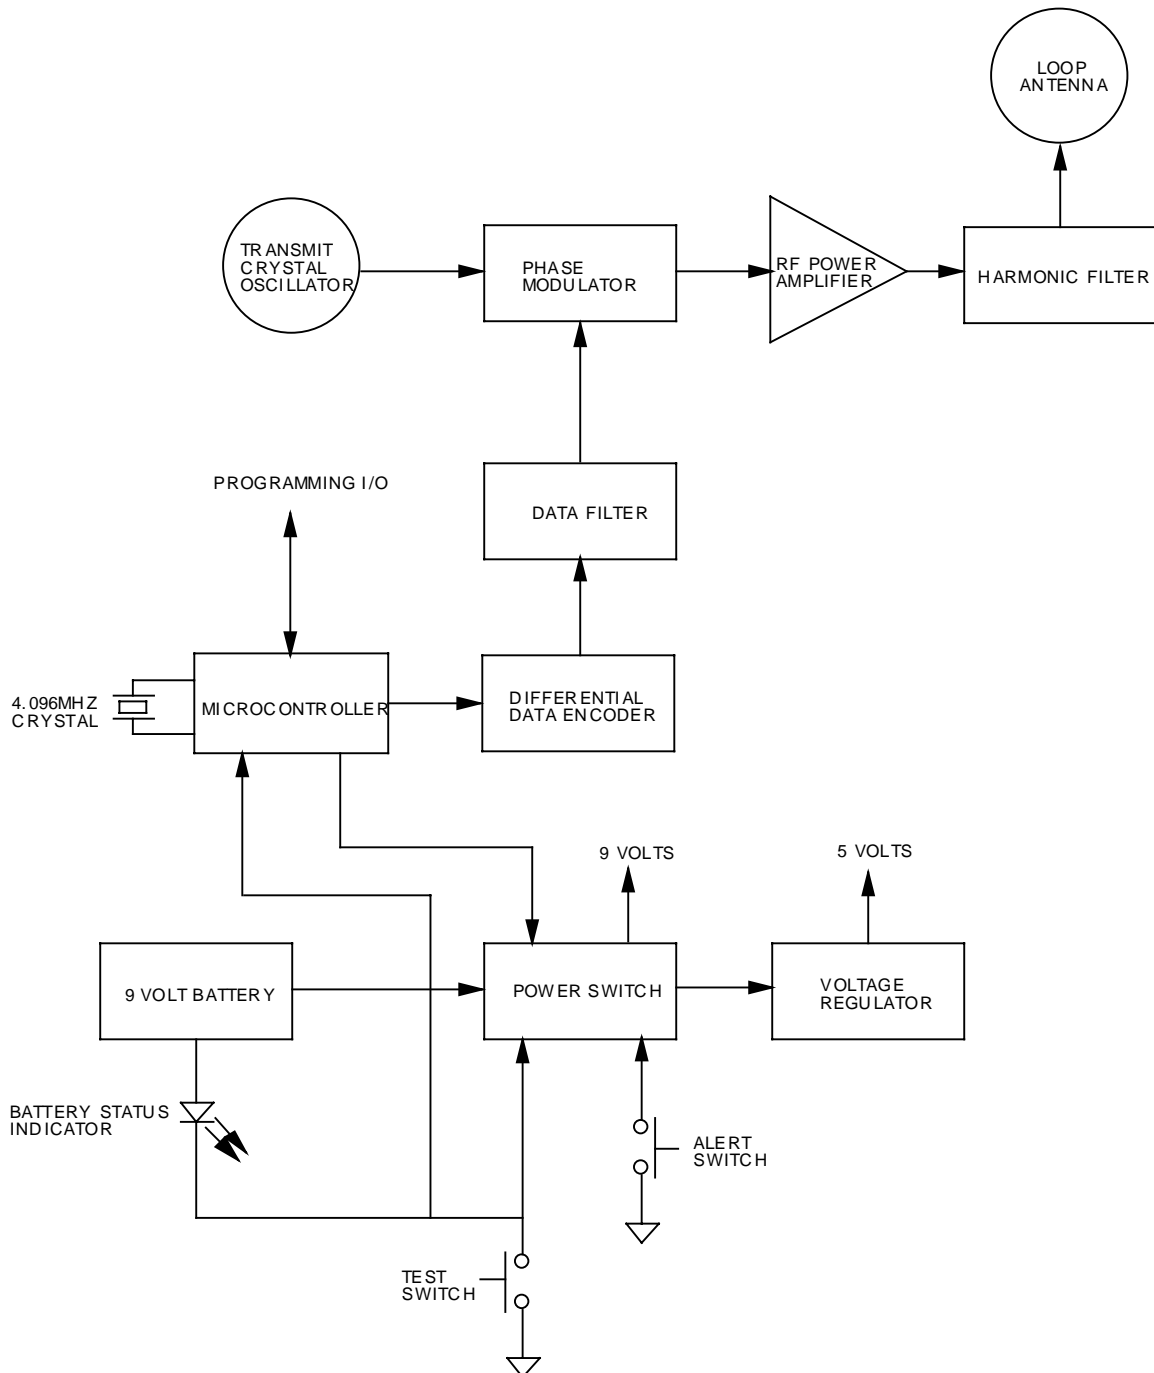 LOOP
ANTENNA
TRANSMIT
CRYSTAL
OSCILLATOR
PHASE
MODULATOR
RF POWER
AMPLIFIER
HARMONIC FILTER
PROGRAMMING I/O
DATA FILTER
4.096MHZ
CRYSTAL
MICROCONTROLLER
DIFFERENTIAL
DATA ENCODER
9 VOLTS
5 VOLTS
9 VOLT BATTERY
POWER SWITCH
VOLTAGE
REGULATOR
BATTERY STATUS
INDICATOR
ALERT
SWITCH
TEST
SWITCH